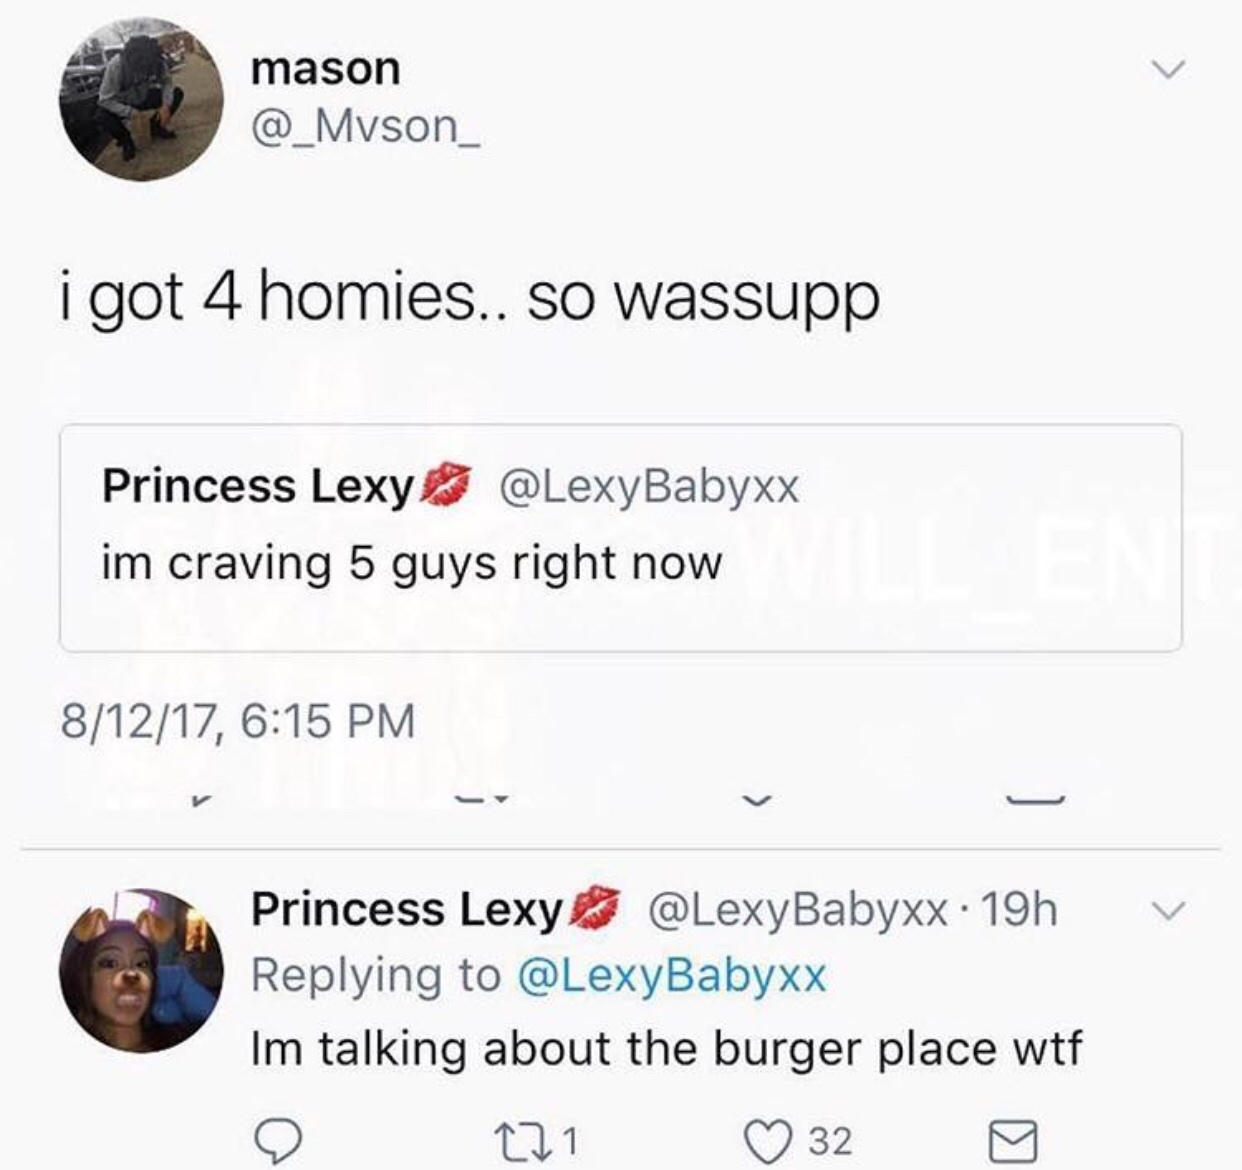 mason
@_Mvson_
i got 4 homies.. so wassupp
Princess Lexy💋 @LexyBabyxx
im craving 5 guys right now
WILL_ENT
8/12/17, 6:15 PM
Princess Lexy💋 @LexyBabyxx · 19h
Replying to @LexyBabyxx
Im talking about the burger place wtf
1 32